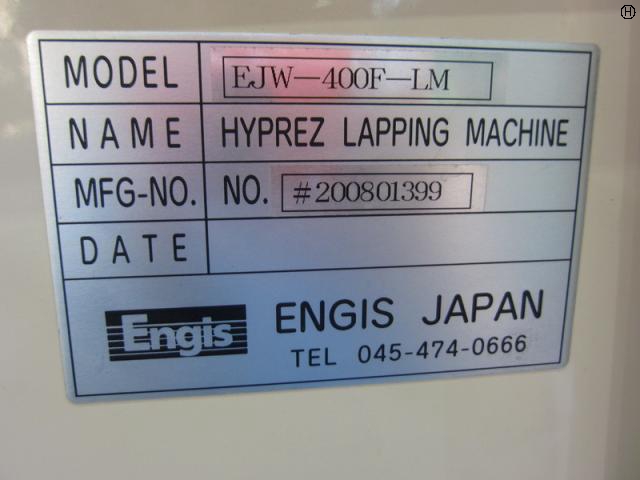 MODEL EJW-400F-LM
NAME HYPREZ LAPPING MACHINE
MFG-NO. NO. #200801399
DATE
Engis ENGIS JAPAN
TEL 045-474-0666
H